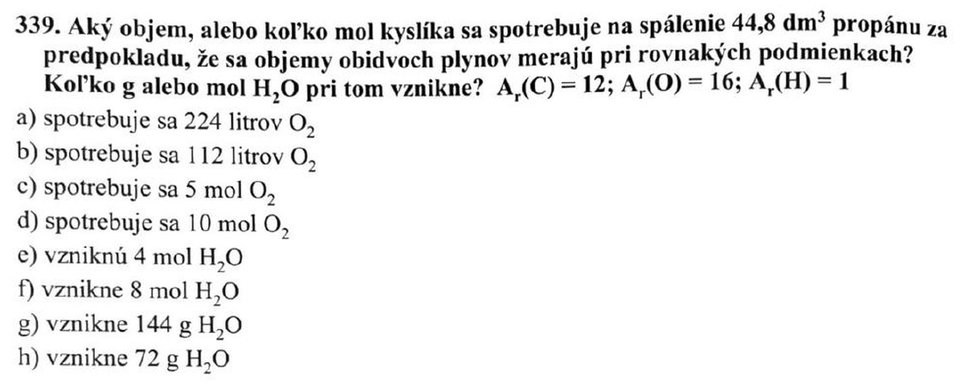 339. Aký objem, alebo koľko mol kyslíka sa spotrebuje na spálenie 44,8 dm³ propánu za
predpokladu, že sa objemy obidvoch plynov merajú pri rovnakých podmienkach?
Koľko g alebo mol H₂O pri tom vznikne? Aᵣ(C) = 12; Aᵣ(O) = 16; Aᵣ(H) = 1
a) spotrebuje sa 224 litrov O₂
b) spotrebuje sa 112 litrov O₂
c) spotrebuje sa 5 mol O₂
d) spotrebuje sa 10 mol O₂
e) vzniknú 4 mol H₂O
f) vznikne 8 mol H₂O
g) vznikne 144 g H₂O
h) vznikne 72 g H₂O